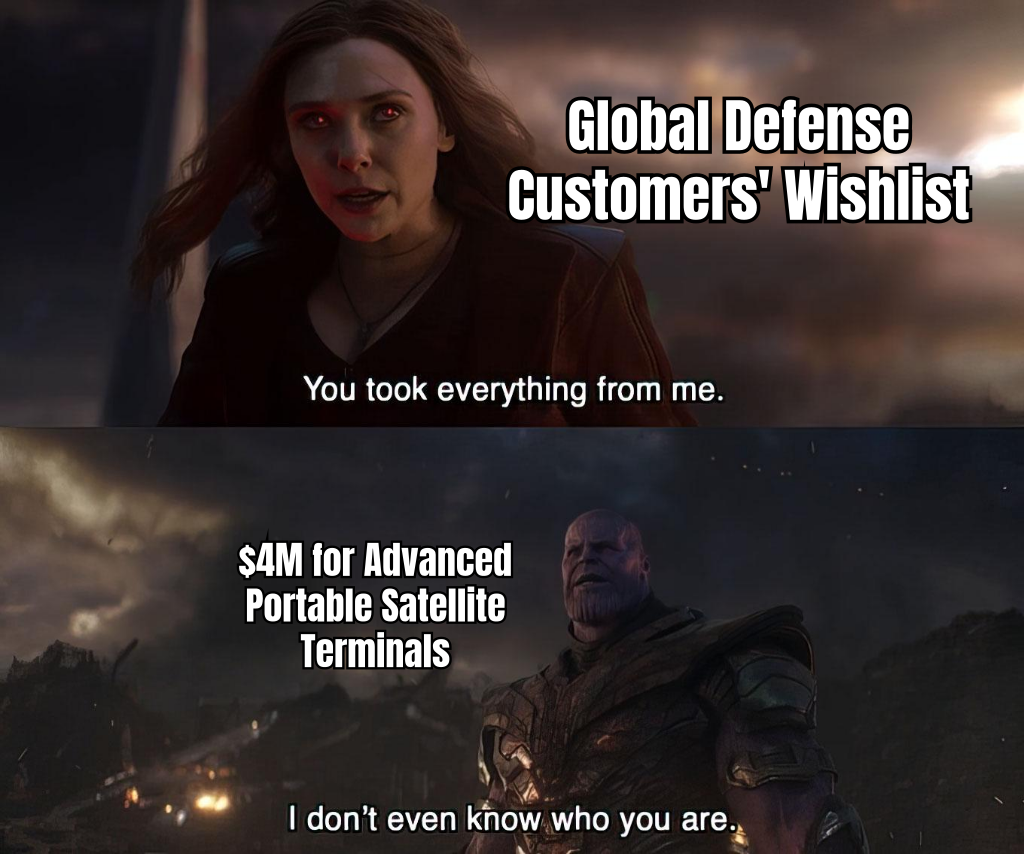 Global Defense
Customers' Wishlist
You took everything from me.
$4M for Advanced
Portable Satellite
Terminals
I don't even know who you are.